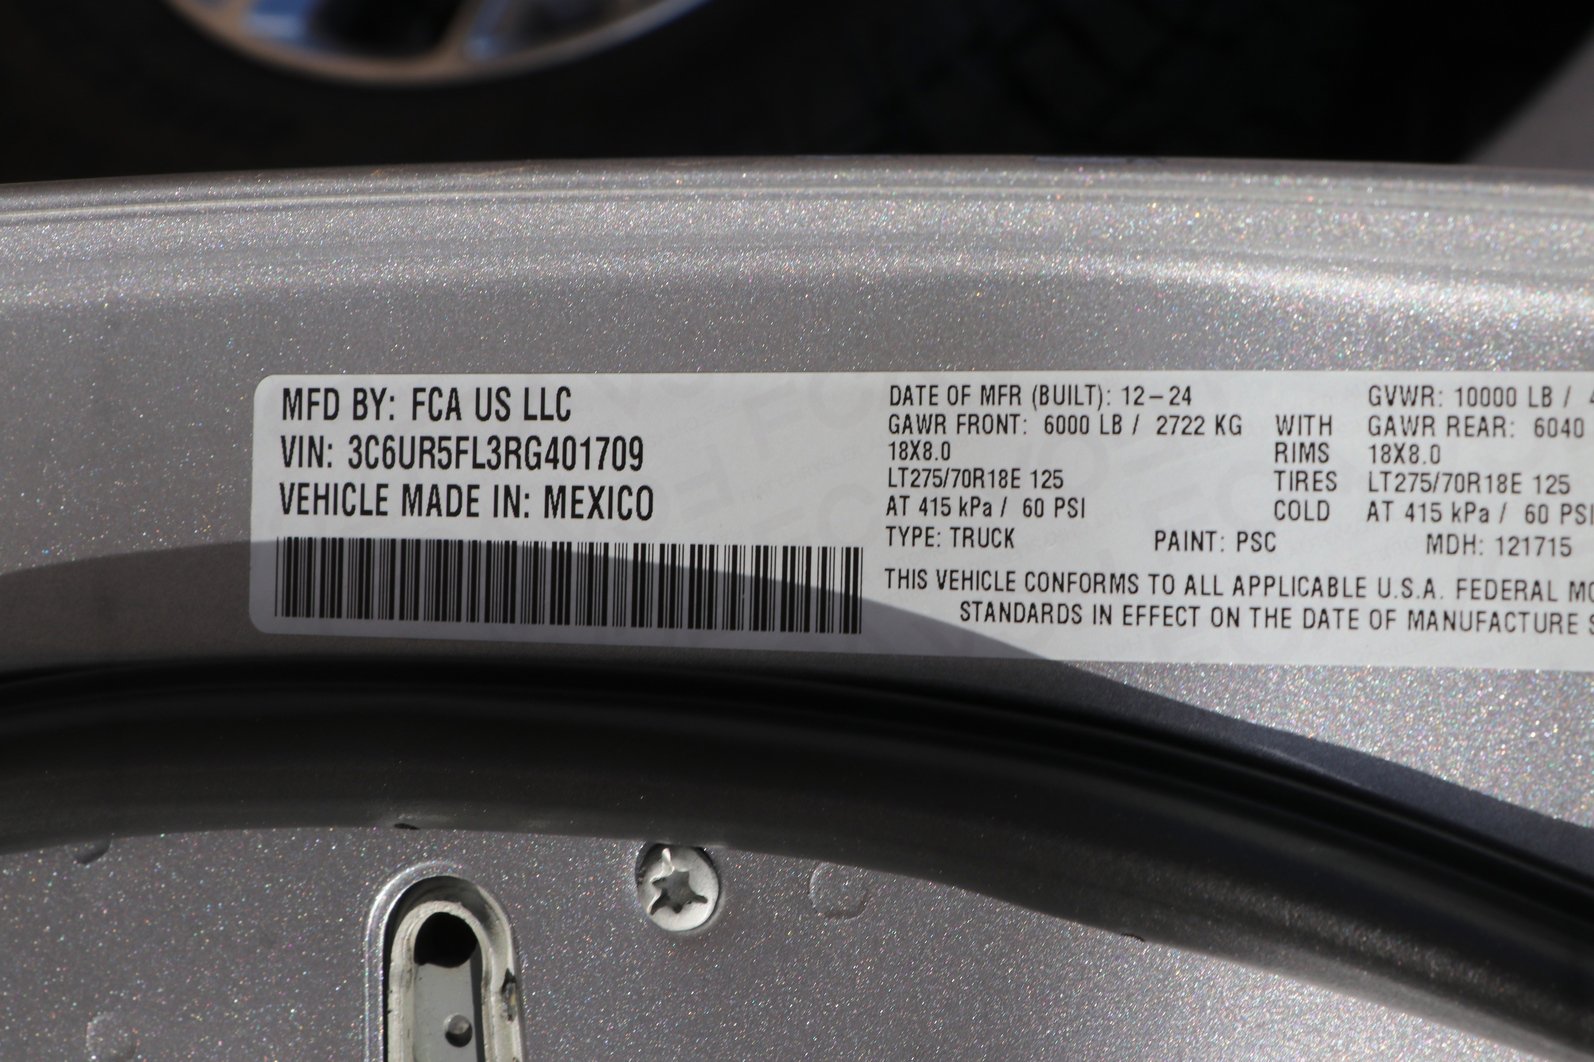 MFD BY: FCA US LLC
VIN: 3C6UR5FL3RG401709
VEHICLE MADE IN: MEXICO
DATE OF MFR (BUILT): 12-24 GVWR: 10000 LB /
GAWR FRONT: 6000 LB / 2722 KG WITH GAWR REAR: 6040
18X8.0 RIMS 18X8.0
LT275/70R18E 125 TIRES LT275/70R18E 125
AT 415 kPa / 60 PSI COLD AT 415 kPa / 60 PSI
TYPE: TRUCK PAINT: PSC MDH: 121715
THIS VEHICLE CONFORMS TO ALL APPLICABLE U.S.A. FEDERAL
STANDARDS IN EFFECT ON THE DATE OF MANUFACTURE